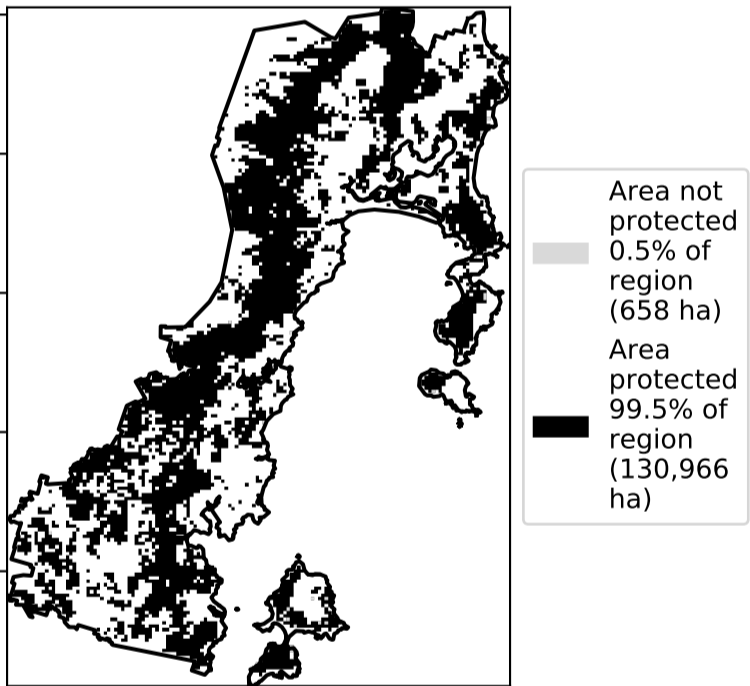 Area not
protected
0.5% of
region
(658 ha)
Area
protected
99.5% of
region
(130,966
ha)